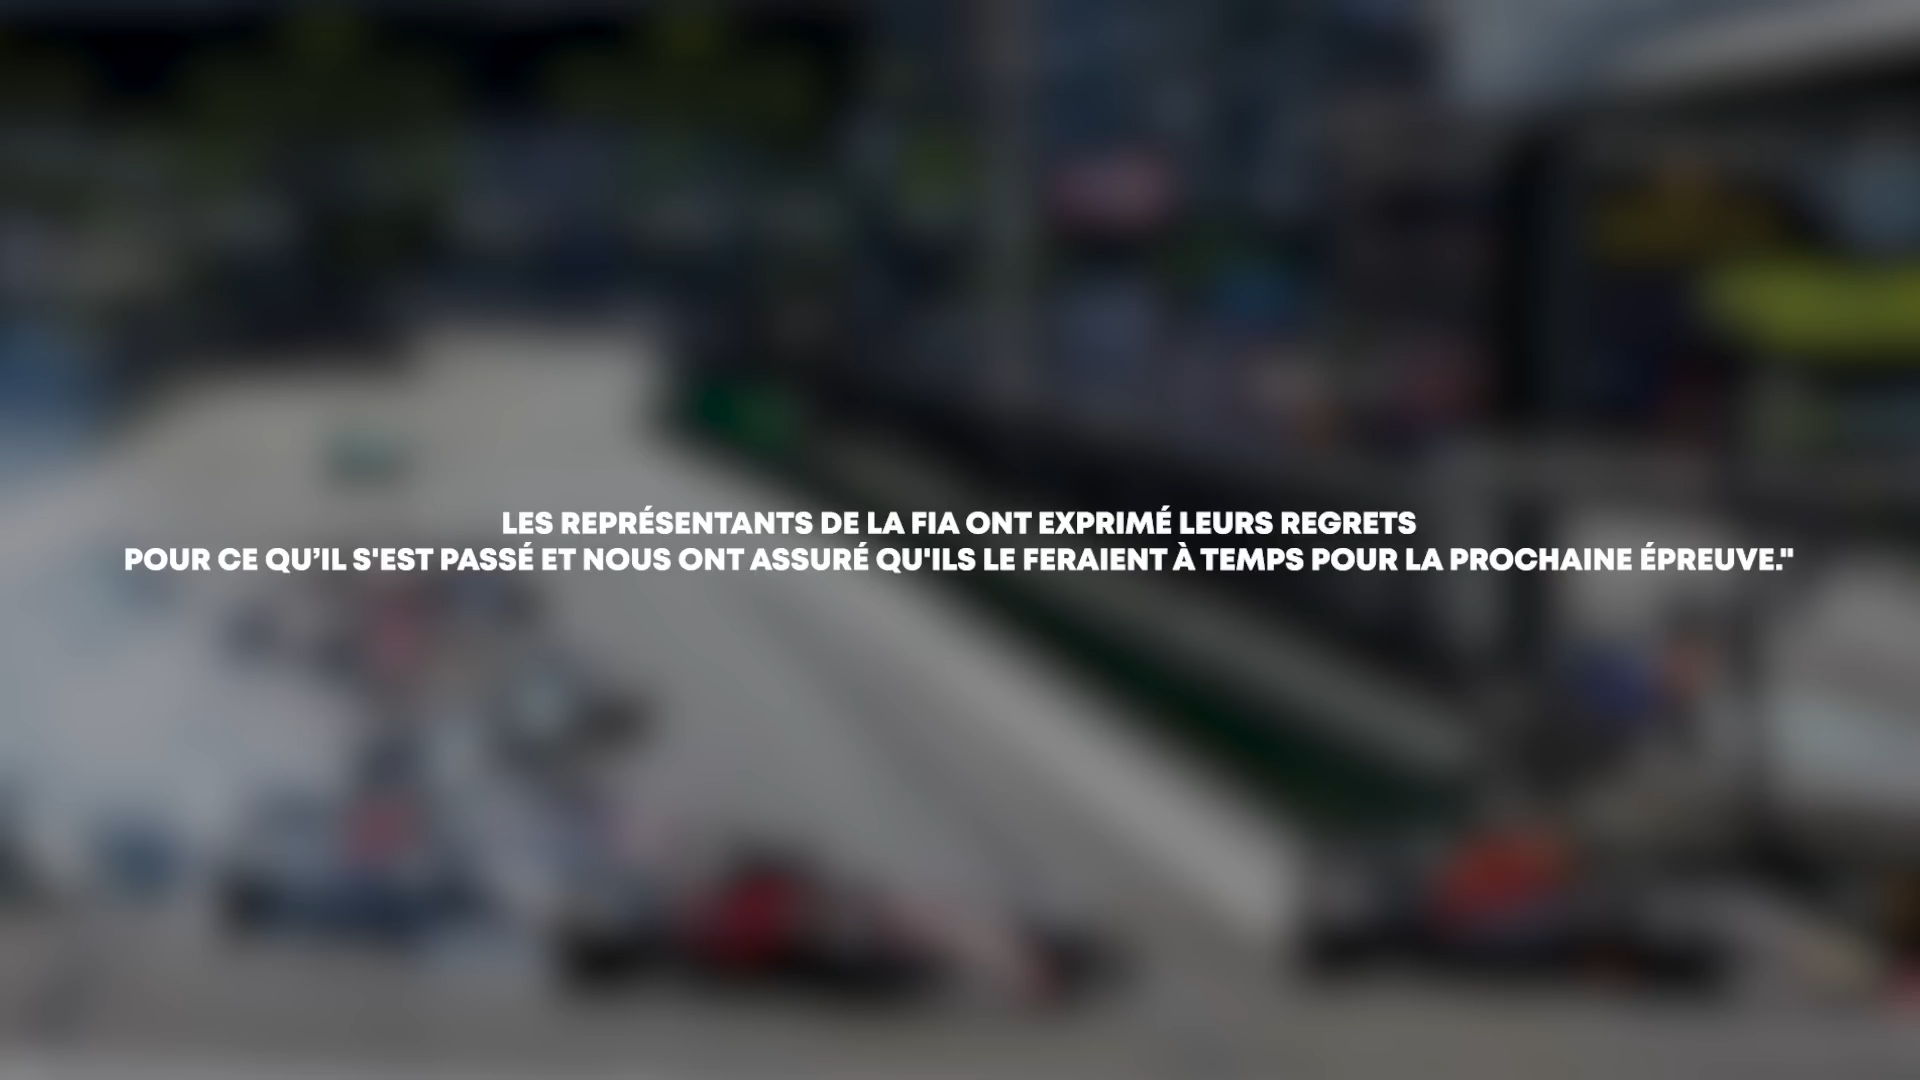 LES REPRÉSENTANTS DE LA FIA ONT EXPRIMÉ LEURS REGRETS
POUR CE QU’IL S'EST PASSÉ ET NOUS ONT ASSURÉ QU'ILS LE FERAIENT À TEMPS POUR LA PROCHAINE ÉPREUVE."